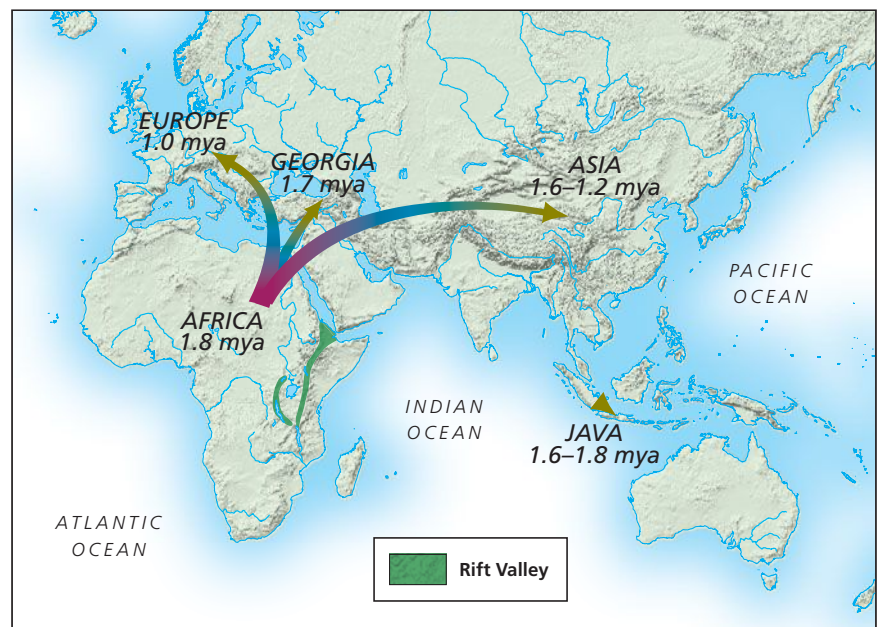 EUROPE
1.0 mya
GEORGIA
1.7 mya
ASIA
1.6–1.2 mya
PACIFIC
OCEAN
AFRICA
1.8 mya
INDIAN
OCEAN
JAVA
1.6–1.8 mya
ATLANTIC
OCEAN
Rift Valley